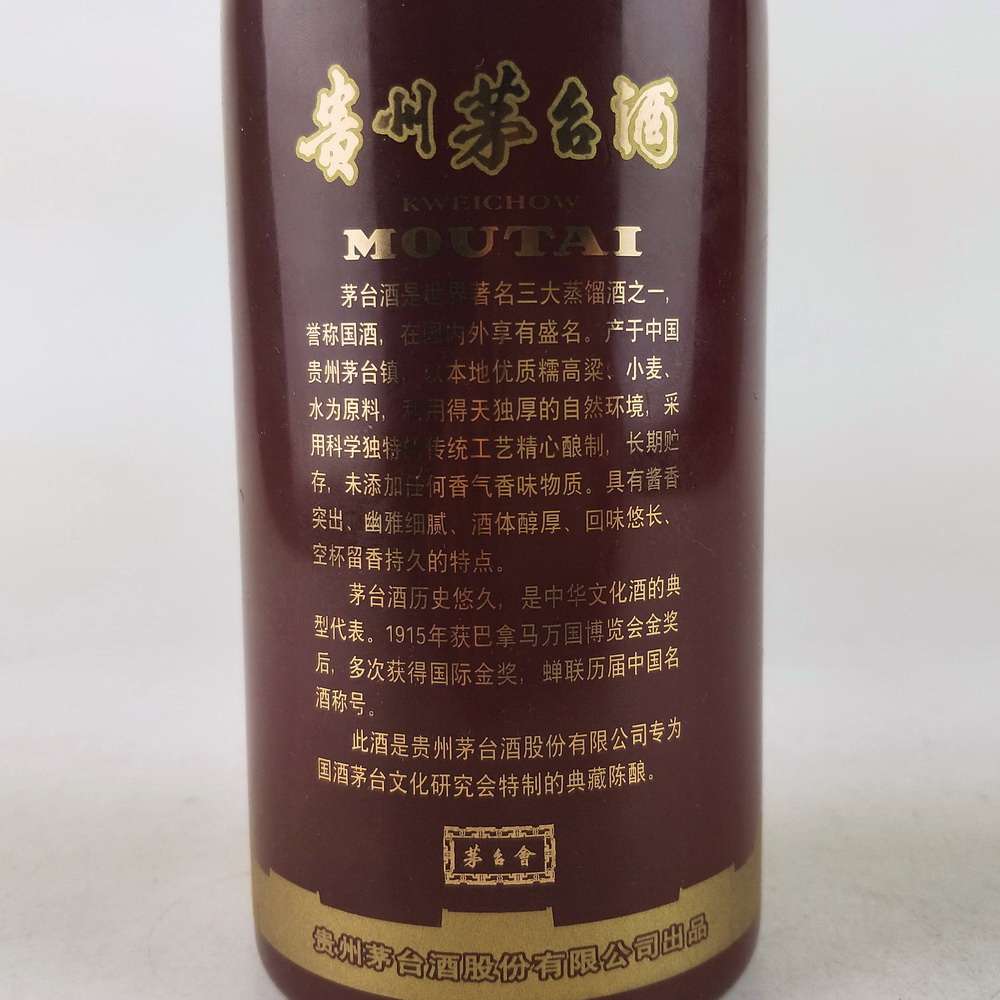 贵州茅台酒
KWEICHOW
MOUTAI
茅台酒是世界著名三大蒸馏酒之一,
誉称国酒, 在国内外享有盛名。产于中国
贵州茅台镇, 以本地优质糯高粱、小麦、
水为原料, 利用得天独厚的自然环境, 采
用科学独特的传统工艺精心酿制, 长期贮
存, 未添加任何香气香味物质。具有酱香
突出、幽雅细腻、酒体醇厚、回味悠长、
空杯留香持久的特点。
茅台酒历史悠久, 是中华文化酒的典
型代表。1915年获巴拿马万国博览会金奖
后, 多次获得国际金奖, 蝉联历届中国名
酒称号。
此酒是贵州茅台酒股份有限公司专为
国酒茅台文化研究会特制的典藏陈酿。
茅台會
贵州茅台酒股份有限公司出品